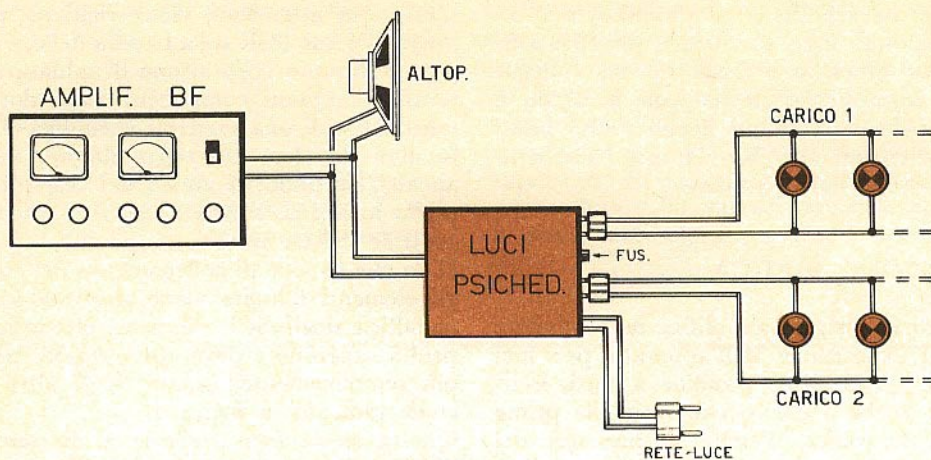 ALTOP.
AMPLIF. BF
CARICO 1
LUCI
PSICHED.
FUS.
CARICO 2
RETE-LUCE